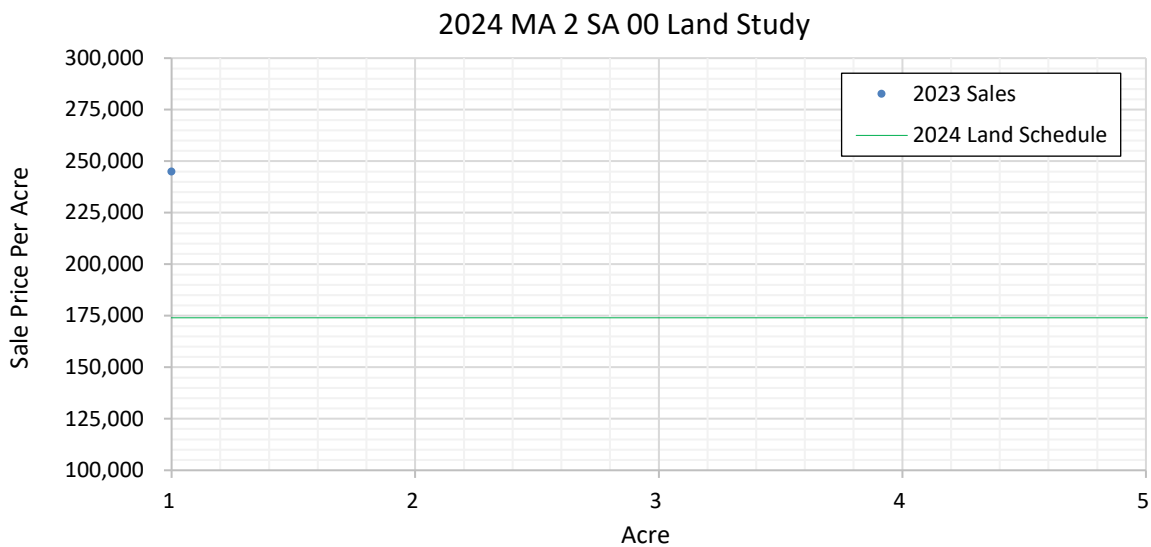 2024 MA 2 SA 00 Land Study
300,000
275,000
250,000
225,000
200,000
175,000
150,000
125,000
100,000
Sale Price Per Acre
2023 Sales
2024 Land Schedule
1 2 3 4 5
Acre